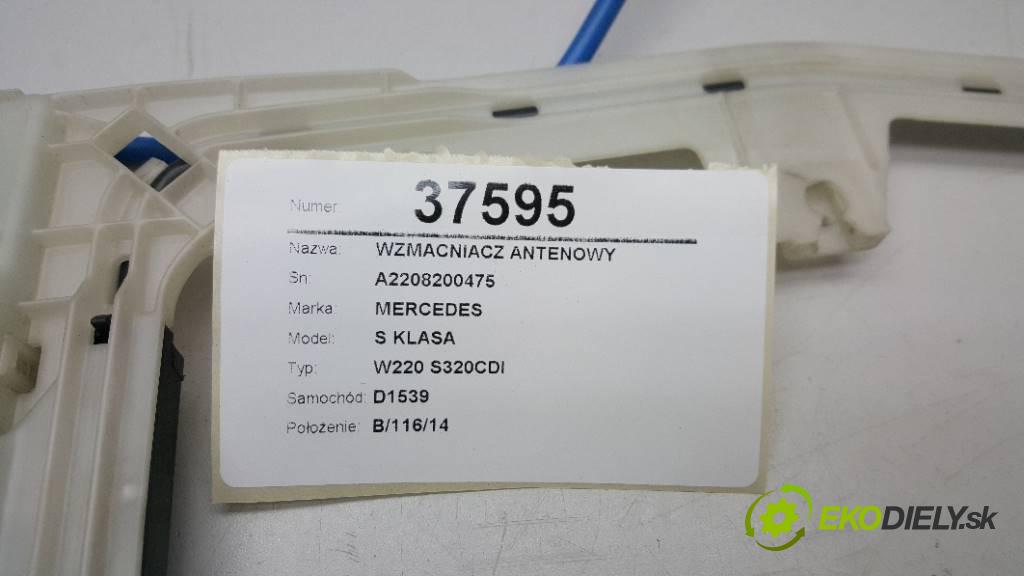 Numer: 37595
Nazwa: WZMACNIACZ ANTENOWY
Sn: A2208200475
Marka: MERCEDES
Model: S KLASA
Typ: W220 S320CDI
Samochód: D1539
Położenie: B/116/14
EKODIELY.sk